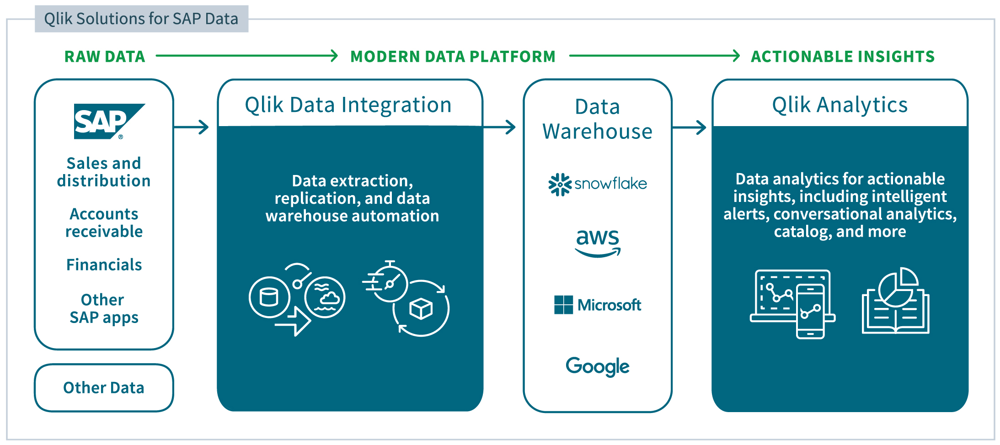 Qlik Solutions for SAP Data
RAW DATA
MODERN DATA PLATFORM
ACTIONABLE INSIGHTS
SAP
®
Sales and
distribution
Accounts
receivable
Financials
Other
SAP apps
Other Data
Qlik Data Integration
Data extraction,
replication, and data
warehouse automation
Data
Warehouse
snowflake
aws
Microsoft
Google
Qlik Analytics
Data analytics for actionable
insights, including intelligent
alerts, conversational analytics,
catalog, and more